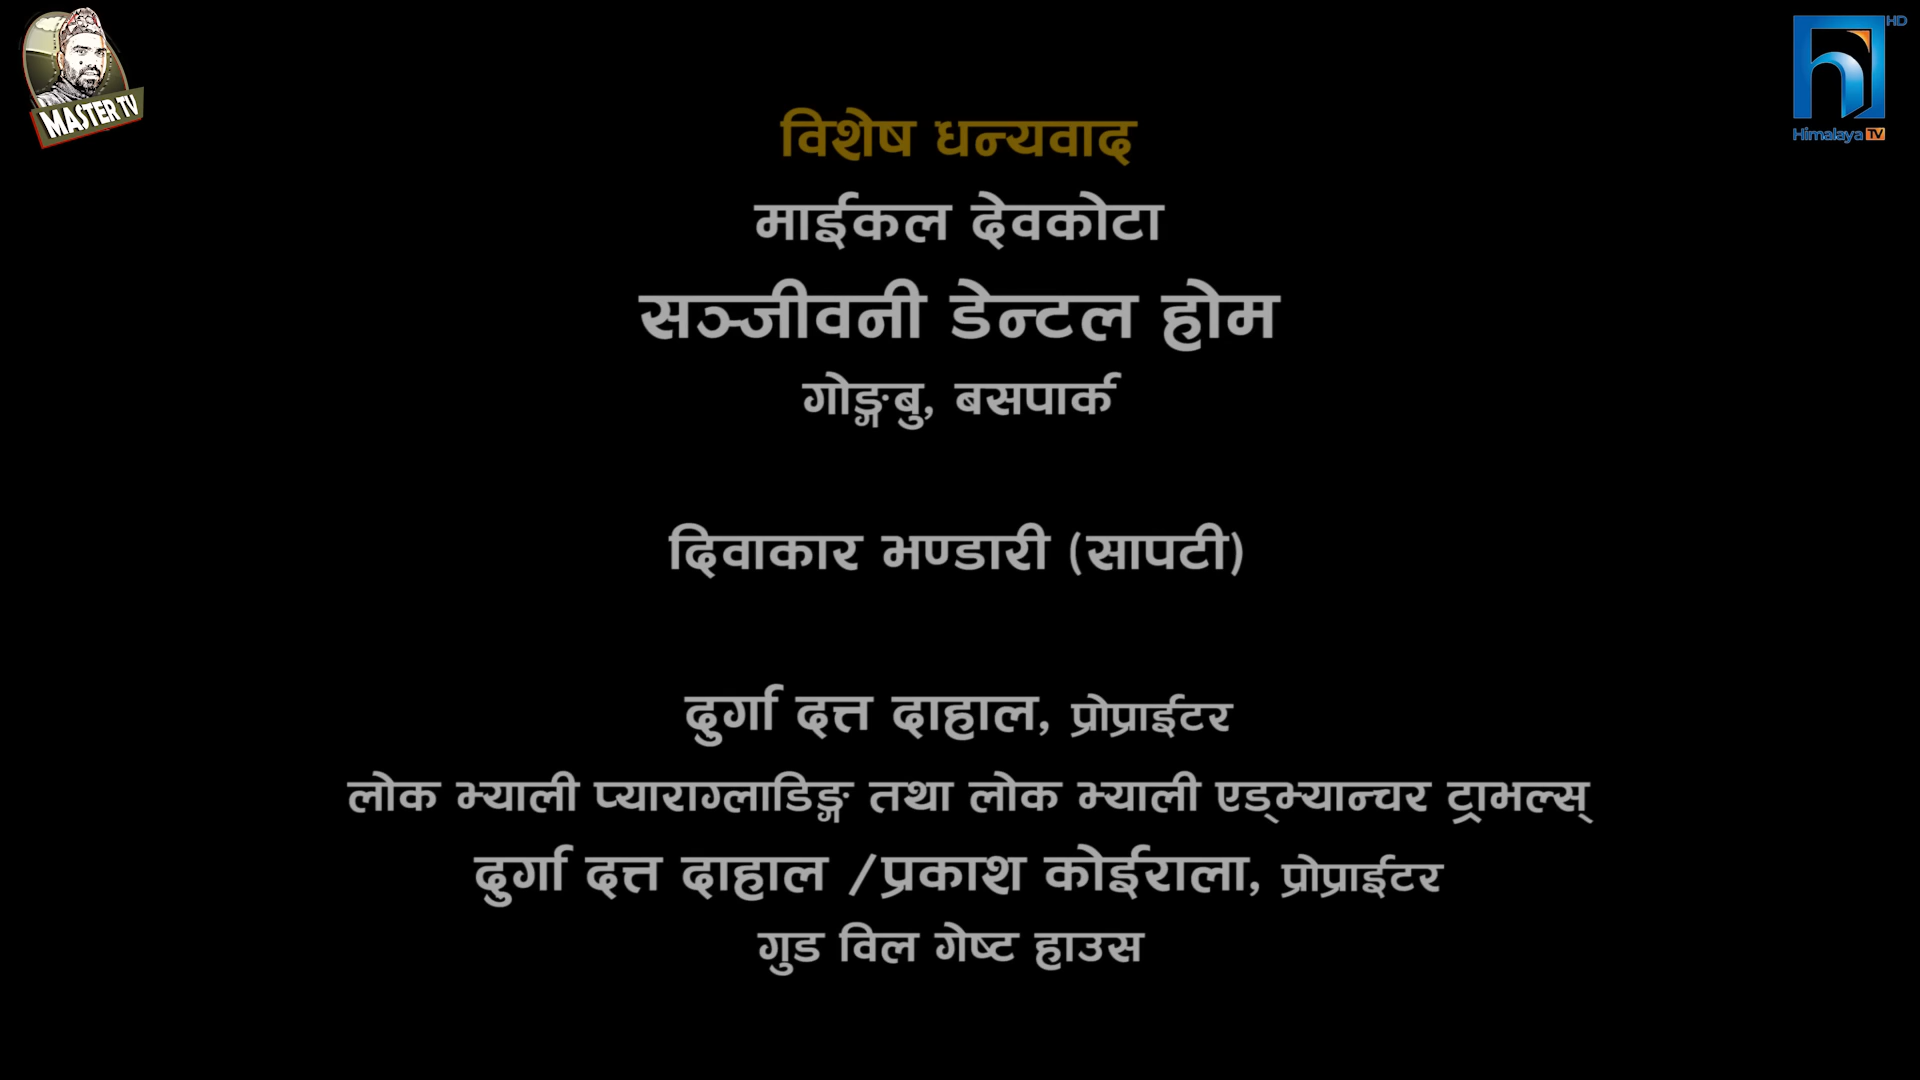 MASTER TV
HD
Himalaya TV
विशेष धन्यवाद
माईकल देवकोटा
सञ्जीवनी डेन्टल होम
गोङ्गबु, बसपार्क
दिवाकार भण्डारी (सापटी)
दुर्गा दत्त दाहाल, प्रोप्राईटर
लोक भ्याली प्याराग्लाडिङ्ग तथा लोक भ्याली एड्भ्यान्चर ट्राभल्स्
दुर्गा दत्त दाहाल /प्रकाश कोईराला, प्रोप्राईटर
गुड विल गेष्ट हाउस